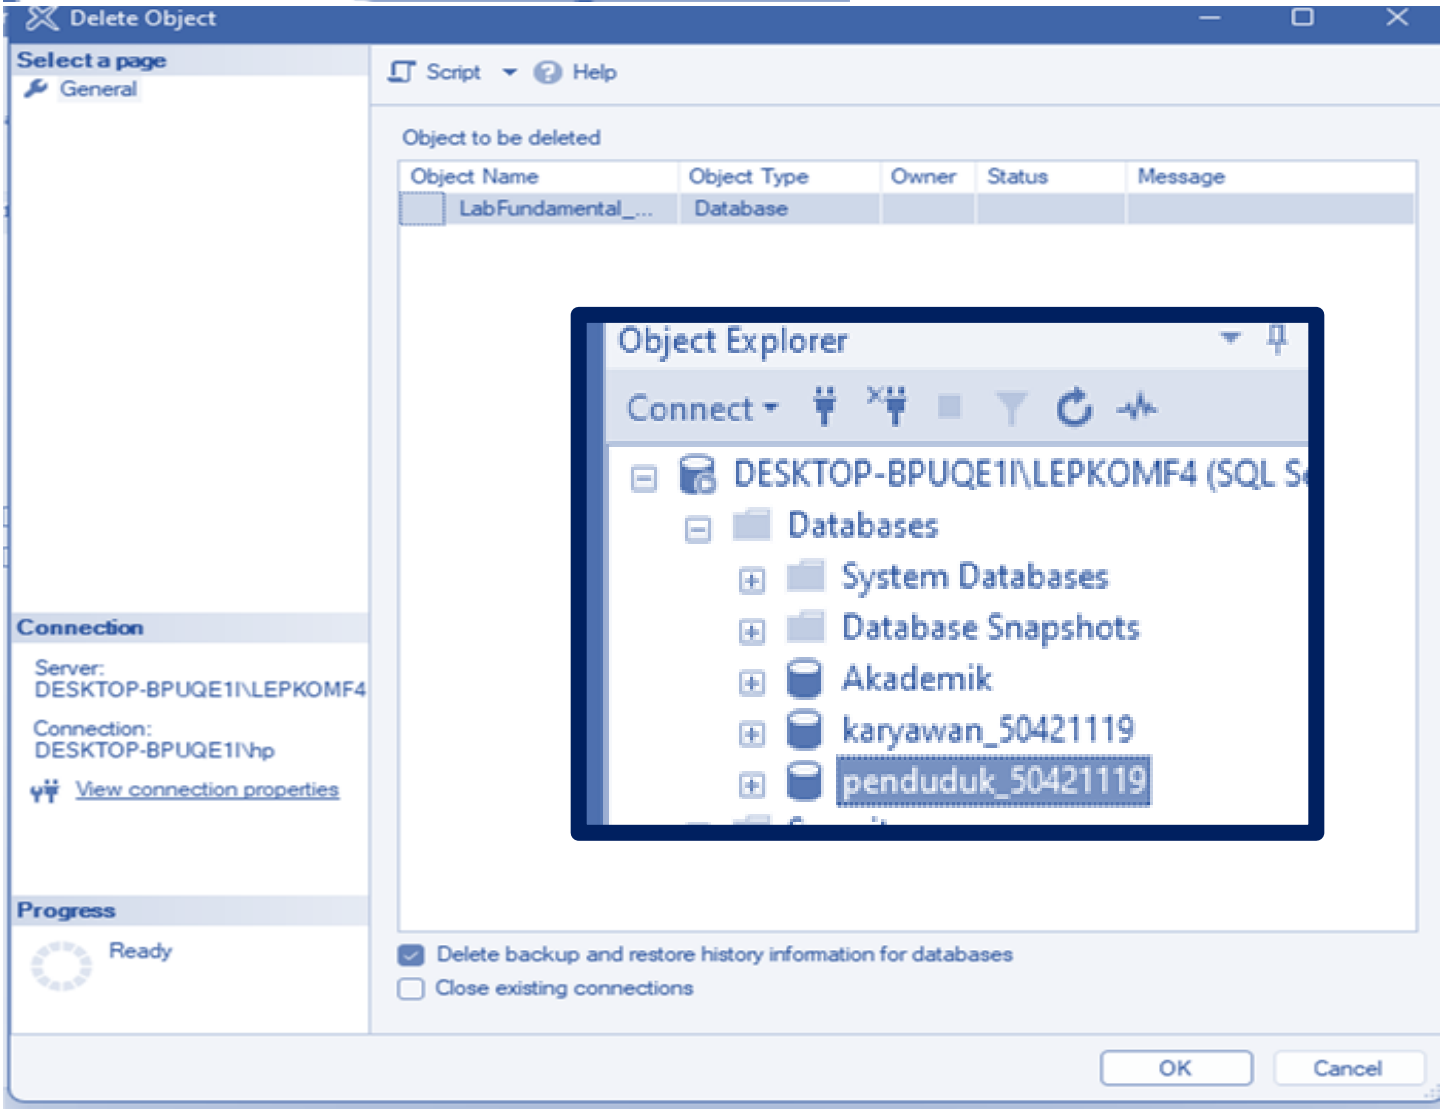 Delete Object
Select a page
General
Script
Help
Object to be deleted
Object Name Object Type Owner Status Message
LabFundamental_... Database
Object Explorer
Connect
DESKTOP-BPUQE1I\LEPKOMF4 (SQL Se
Databases
System Databases
Database Snapshots
Akademik
karyawan_50421119
penduduk_50421119
Connection
Server:
DESKTOP-BPUQE1I\LEPKOMF4
Connection:
DESKTOP-BPUQE1I\hp
View connection properties
Progress
Ready
Delete backup and restore history information for databases
Close existing connections
OK Cancel